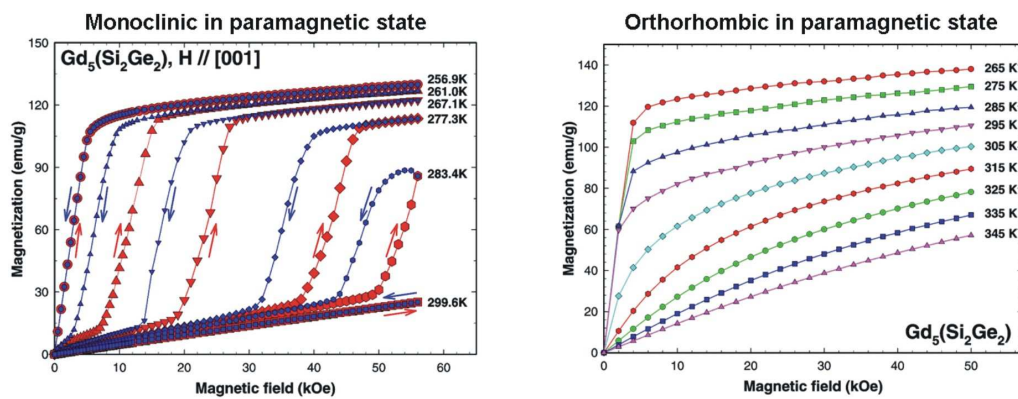 Monoclinic in paramagnetic state
Gd5(Si2Ge2), H // [001]
150
120
90
60
30
0
Magnetization (emu/g)
256.9K
261.0K
267.1K
277.3K
283.4K
299.6K
0 10 20 30 40 50 60
Magnetic field (kOe)
Orthorhombic in paramagnetic state
140
120
100
80
60
40
20
0
Magnetization (emu/g)
265 K
275 K
285 K
295 K
305 K
315 K
325 K
335 K
345 K
Gd5(Si2Ge2)
0 10 20 30 40 50
Magnetic field (kOe)